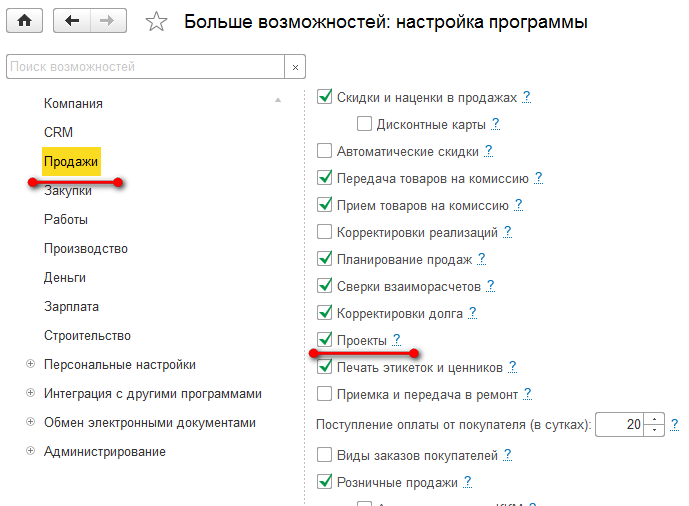 Больше возможностей: настройка программы
Поиск возможностей ×
Компания
CRM
Продажи
Закупки
Работы
Производство
Деньги
Зарплата
Строительство
Персональные настройки
Интеграция с другими программами
Обмен электронными документами
Администрирование
Скидки и наценки в продажах ?
Дисконтные карты ?
Автоматические скидки ?
Передача товаров на комиссию ?
Прием товаров на комиссию ?
Корректировки реализаций ?
Планирование продаж ?
Сверки взаиморасчетов ?
Корректировки долга ?
Проекты ?
Печать этикеток и ценников ?
Приемка и передача в ремонт ?
Поступление оплаты от покупателя (в сутках): 20 ?
Виды заказов покупателей ?
Розничные продажи ?